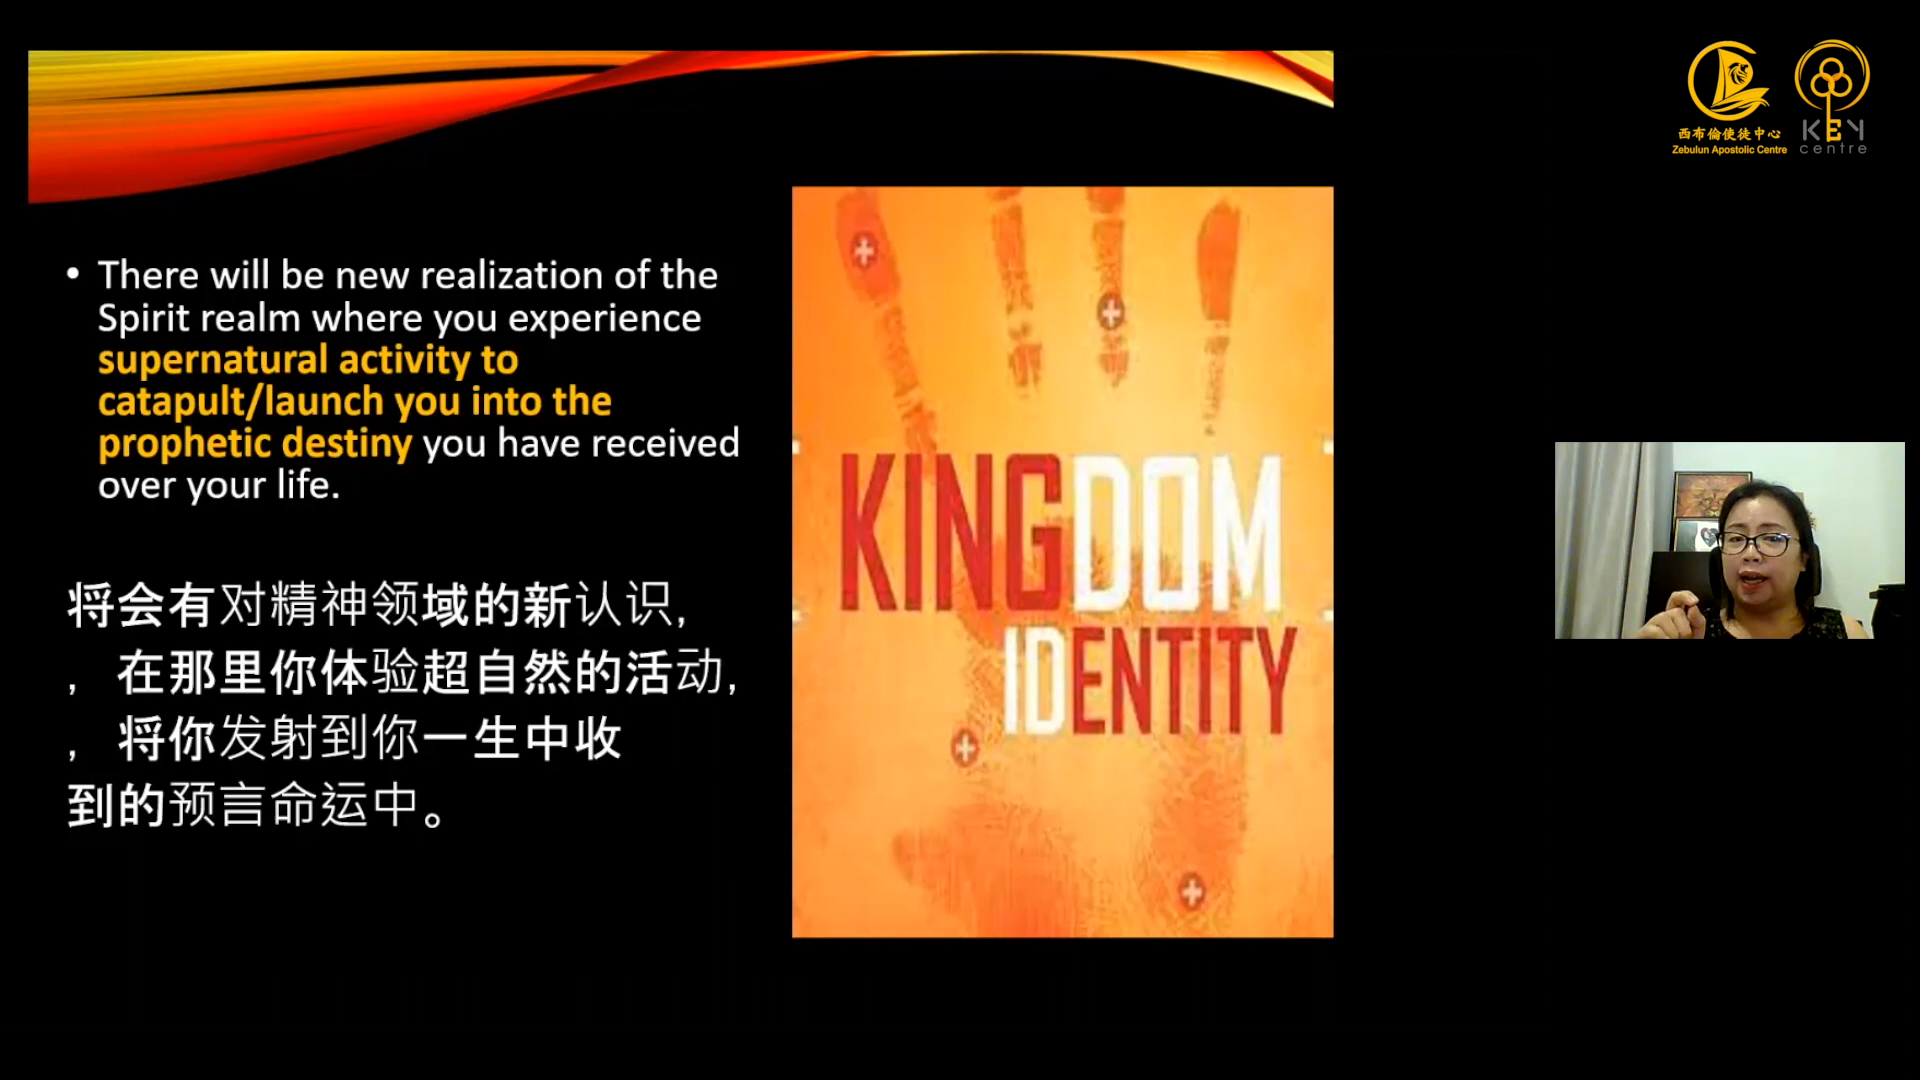 西布倫使徒中心
Zebulun Apostolic Centre
KEY
centre
• There will be new realization of the
Spirit realm where you experience
supernatural activity to
catapult/launch you into the
prophetic destiny you have received
over your life.
将会有对精神领域的新认识,
, 在那里你体验超自然的活动,
, 将你发射到你一生中收
到的预言命运中。
KINGDOM
IDENTITY